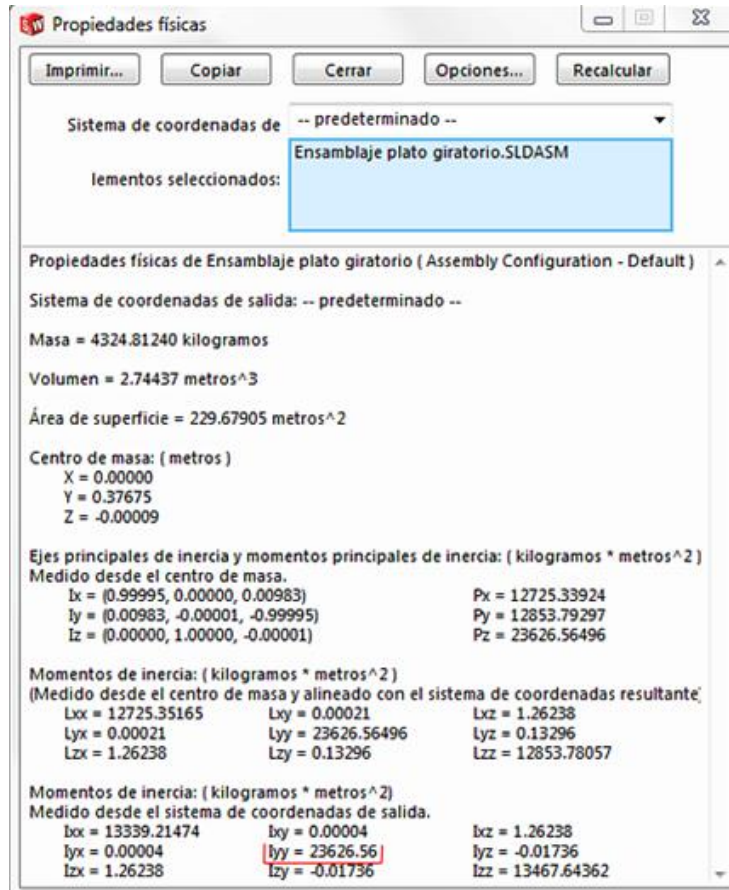 Propiedades físicas
Imprimir... Copiar Cerrar Opciones... Recalcular
Sistema de coordenadas de -- predeterminado --
lementos seleccionados: Ensamblaje plato giratorio.SLDASM
Propiedades físicas de Ensamblaje plato giratorio ( Assembly Configuration - Default )
Sistema de coordenadas de salida: -- predeterminado --
Masa = 4324.81240 kilogramos
Volumen = 2.74437 metros^3
Área de superficie = 229.67905 metros^2
Centro de masa: ( metros )
X = 0.00000
Y = 0.37675
Z = -0.00009
Ejes principales de inercia y momentos principales de inercia: ( kilogramos * metros^2 )
Medido desde el centro de masa.
Ix = (0.99995, 0.00000, 0.00983) Px = 12725.33924
Iy = (0.00983, -0.00001, -0.99995) Py = 12853.79297
Iz = (0.00000, 1.00000, -0.00001) Pz = 23626.56496
Momentos de inercia: ( kilogramos * metros^2 )
(Medido desde el centro de masa y alineado con el sistema de coordenadas resultante)
Lxx = 12725.35165 Lxy = 0.00021 Lxz = 1.26238
Lyx = 0.00021 Lyy = 23626.56496 Lyz = 0.13296
Lzx = 1.26238 Lzy = 0.13296 Lzz = 12853.78057
Momentos de inercia: ( kilogramos * metros^2)
Medido desde el sistema de coordenadas de salida.
Ixx = 13339.21474 Ixy = 0.00004 Ixz = 1.26238
Iyx = 0.00004 Iyy = 23626.56 Iyz = -0.01736
Izx = 1.26238 Izy = -0.01736 Izz = 13467.64362